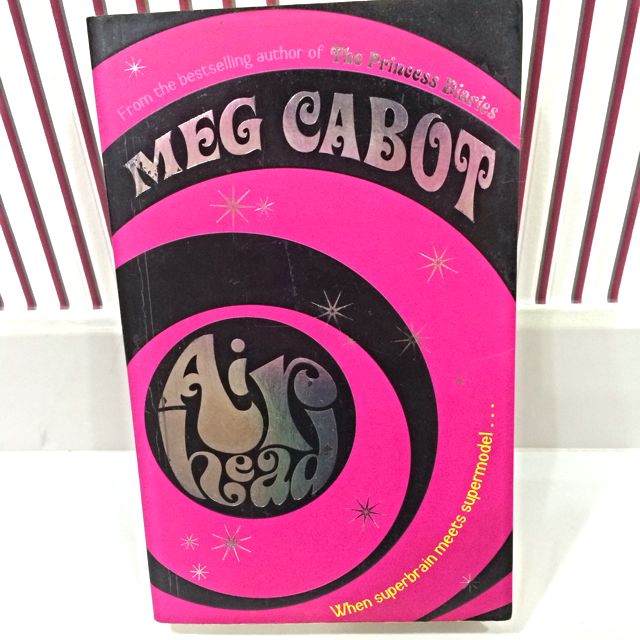 From the bestselling author of The Princess Diaries
MEG CABOT
Air
head
When superbrain meets supermodel . . .